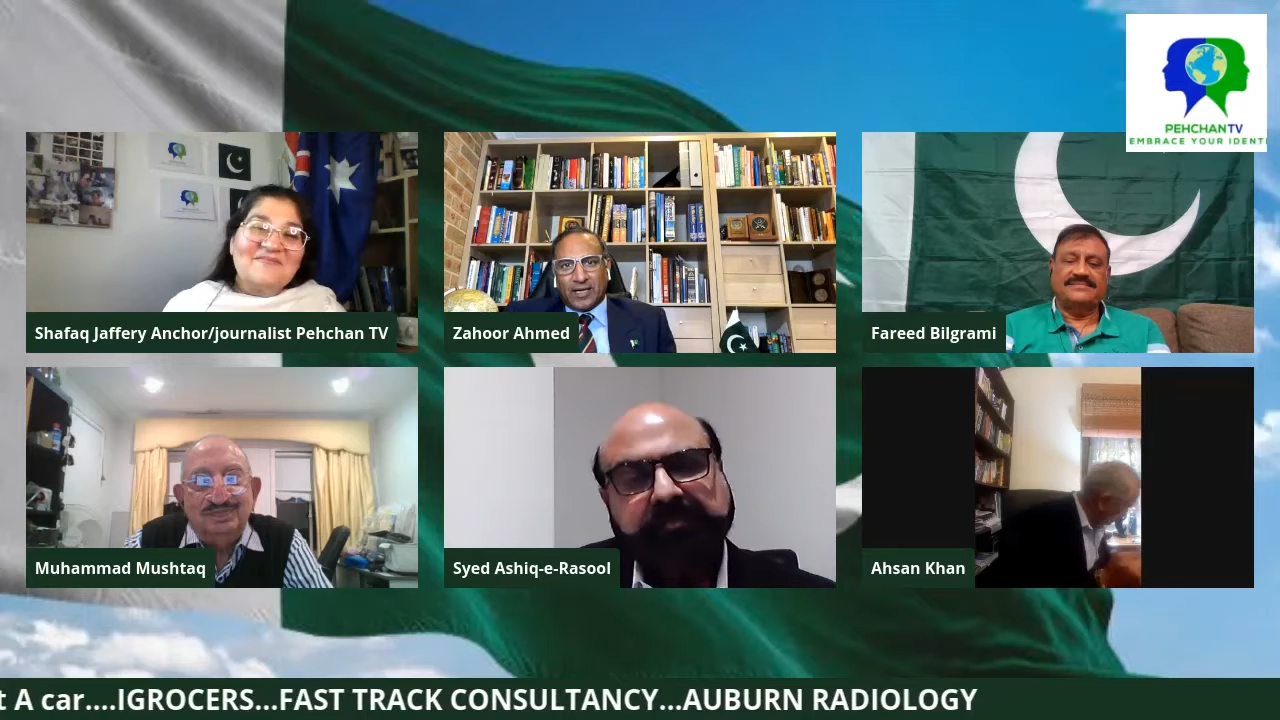 PEHCHANTV
EMBRACE YOUR IDENTI
Shafaq Jaffery Anchor/journalist Pehchan TV
Zahoor Ahmed
Fareed Bilgrami
Muhammad Mushtaq
Syed Ashiq-e-Rasool
Ahsan Khan
t A car....IGROCERS...FAST TRACK CONSULTANCY...AUBURN RADIOLOGY